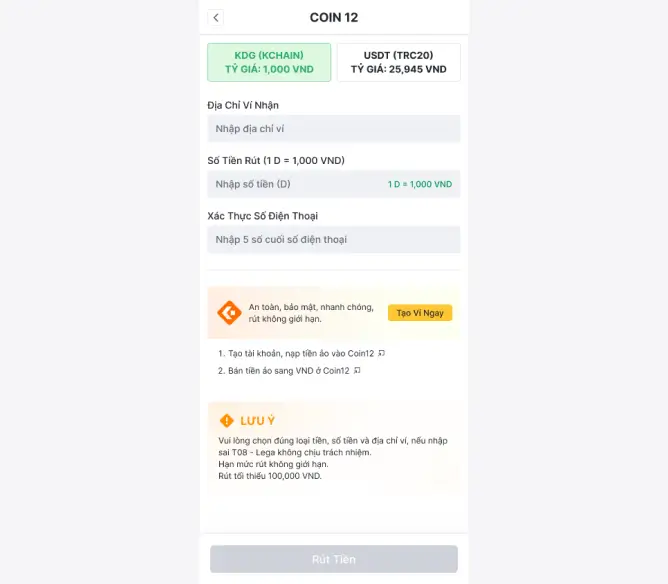 COIN 12
KDG (KCHAIN)
TỶ GIÁ: 1,000 VND
USDT (TRC20)
TỶ GIÁ: 25,945 VND
Địa Chỉ Ví Nhận
Nhập địa chỉ ví
Số Tiền Rút (1 D = 1,000 VND)
Nhập số tiền (D)
1 D = 1,000 VND
Xác Thực Số Điện Thoại
Nhập 5 số cuối số điện thoại
An toàn, bảo mật, nhanh chóng,
rút không giới hạn.
Tạo Ví Ngay
1. Tạo tài khoản, nạp tiền ảo vào Coin12
2. Bán tiền ảo sang VND ở Coin12
LƯU Ý
Vui lòng chọn đúng loại tiền, số tiền và địa chỉ ví, nếu nhập
sai T08 - Lega không chịu trách nhiệm.
Hạn mức rút không giới hạn.
Rút tối thiểu 100,000 VND.
Rút Tiền